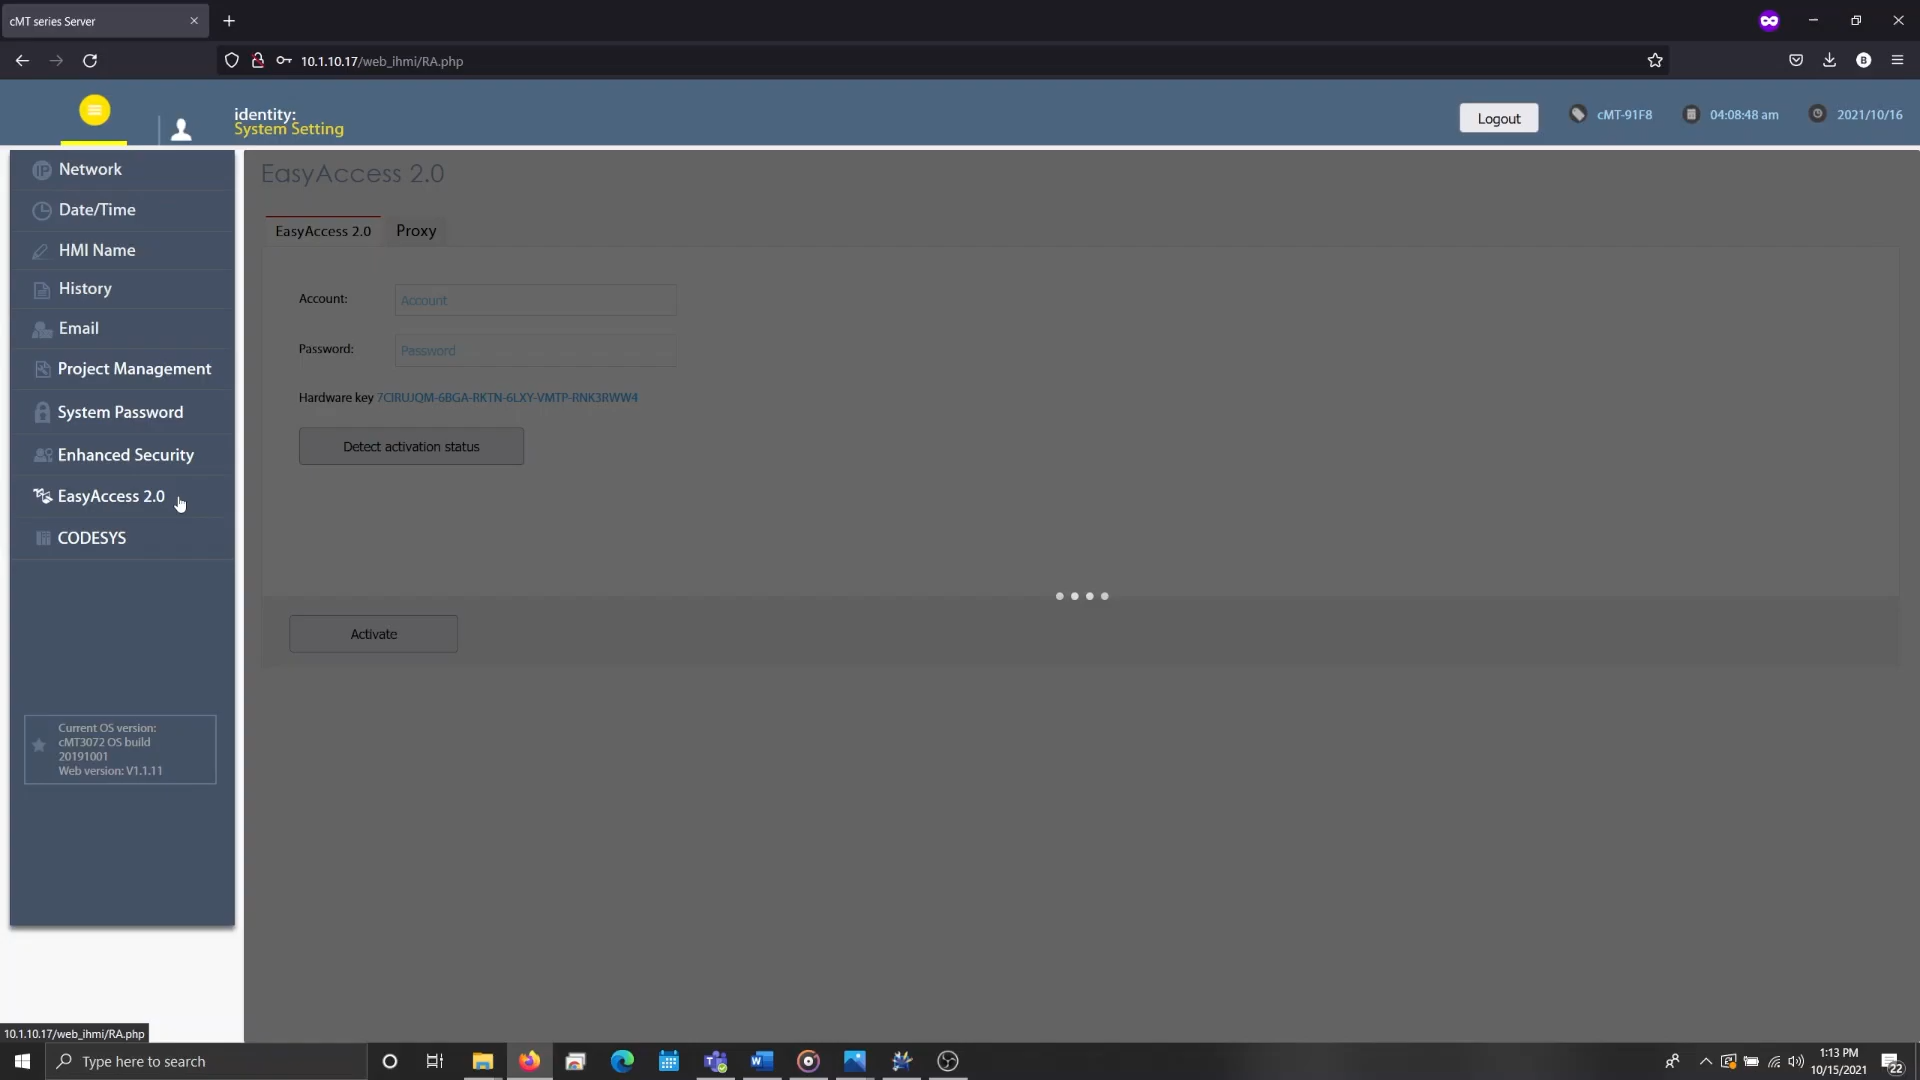 cMT series Server
10.1.10.17/web_ihmi/RA.php
B
identity:
System Setting
Logout
cMT-91F8
04:08:48 am
2021/10/16
Network
Date/Time
HMI Name
History
Email
Project Management
System Password
Enhanced Security
EasyAccess 2.0
CODESYS
Current OS version:
cMT3072 OS build
20191001
Web version: V1.1.11
EasyAccess 2.0
EasyAccess 2.0 Proxy
Account: Account
Password: Password
Hardware key 7CIRUJQM-6BGA-RKTN-6LXY-VMTP-RNK3RWW4
Detect activation status
Activate
10.1.10.17/web_ihmi/RA.php
Type here to search
1:13 PM
10/15/2021
22